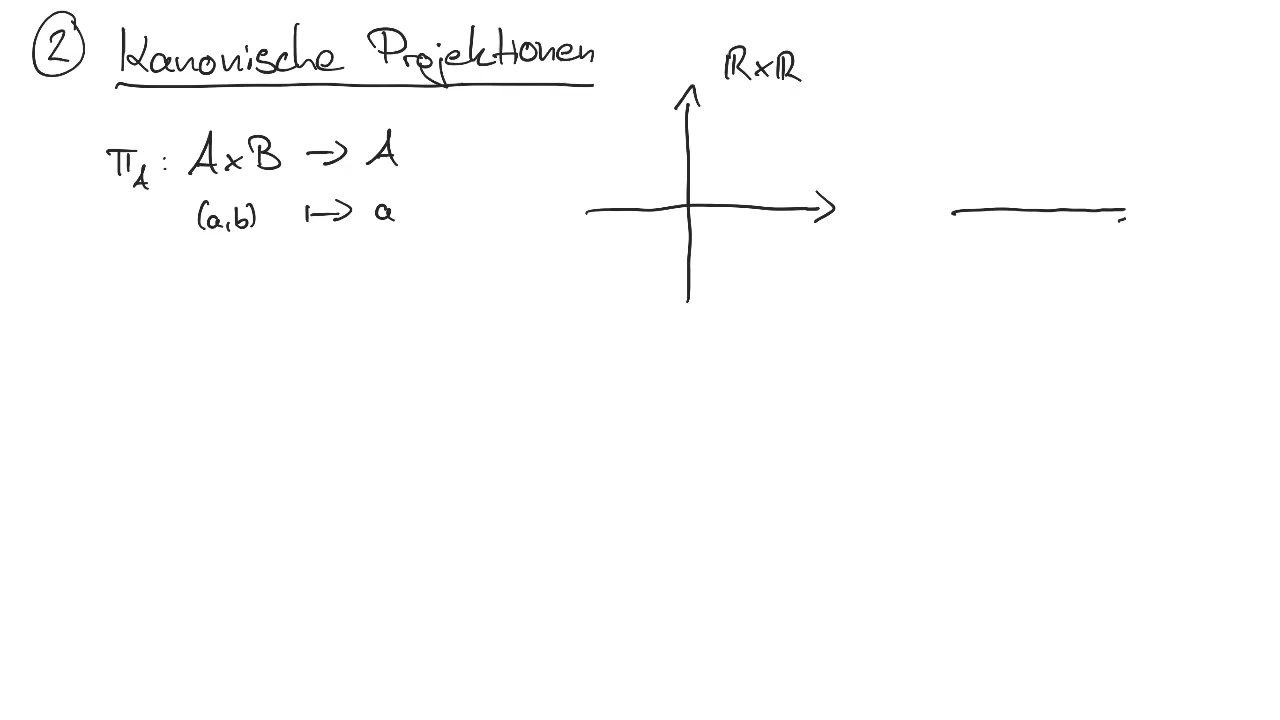 ② Kanonische Projektionen
ℝ×ℝ
π_A : A×B → A
(a,b) ↦ a